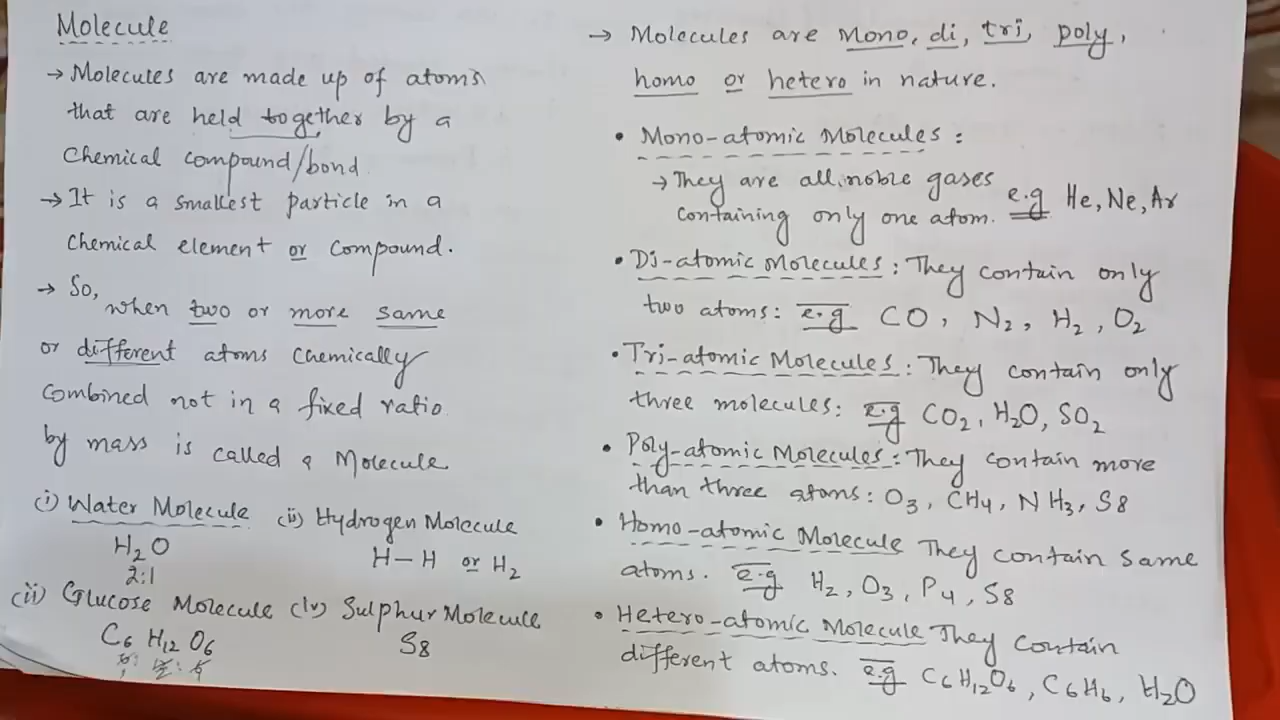 Molecule
→ Molecules are made up of atoms
that are held together by a
Chemical compound/bond
→ It is a smallest particle in a
Chemical element or compound.
→ So, when two or more same
or different atoms chemically
combined not in a fixed ratio
by mass is called a Molecule.
(i) Water Molecule (ii) Hydrogen Molecule
H2O H-H or H2
2:1
(ii) Glucose Molecule (iv) Sulphur Molecule
C6 H12 O6 S8
→ Molecules are Mono, di, tri, poly,
homo or hetero in nature.
• Mono-atomic Molecules:
→ They are all noble gases
containing only one atom. e.g He, Ne, Ar
• Di-atomic Molecules: They contain only
two atoms: e.g CO, N2, H2, O2
• Tri-atomic Molecules: They contain only
three molecules: e.g CO2, H2O, SO2
• Poly-atomic Molecules: They contain more
than three atoms: O3, CH4, NH3, S8
• Homo-atomic Molecule They contain same
atoms. e.g H2, O3, P4, S8
• Hetero-atomic Molecule They contain
different atoms. e.g C6H12O6, C6H6, H2O